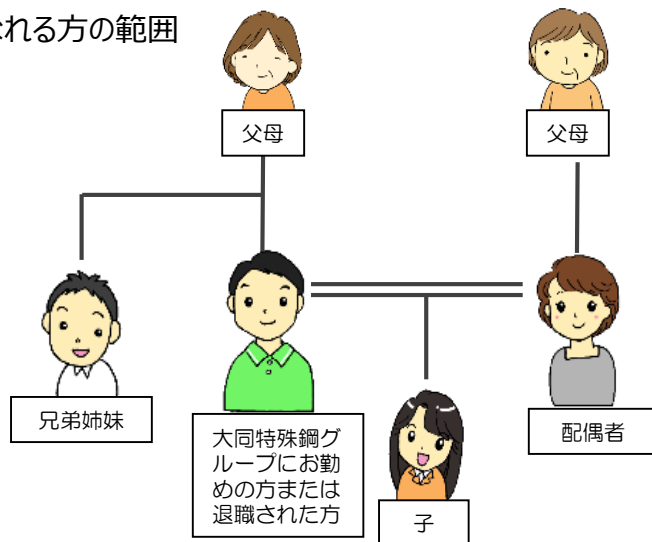 れる方の範囲
父母
父母
兄弟姉妹
大同特殊鋼グ
ループにお勤
めの方または
退職された方
子
配偶者